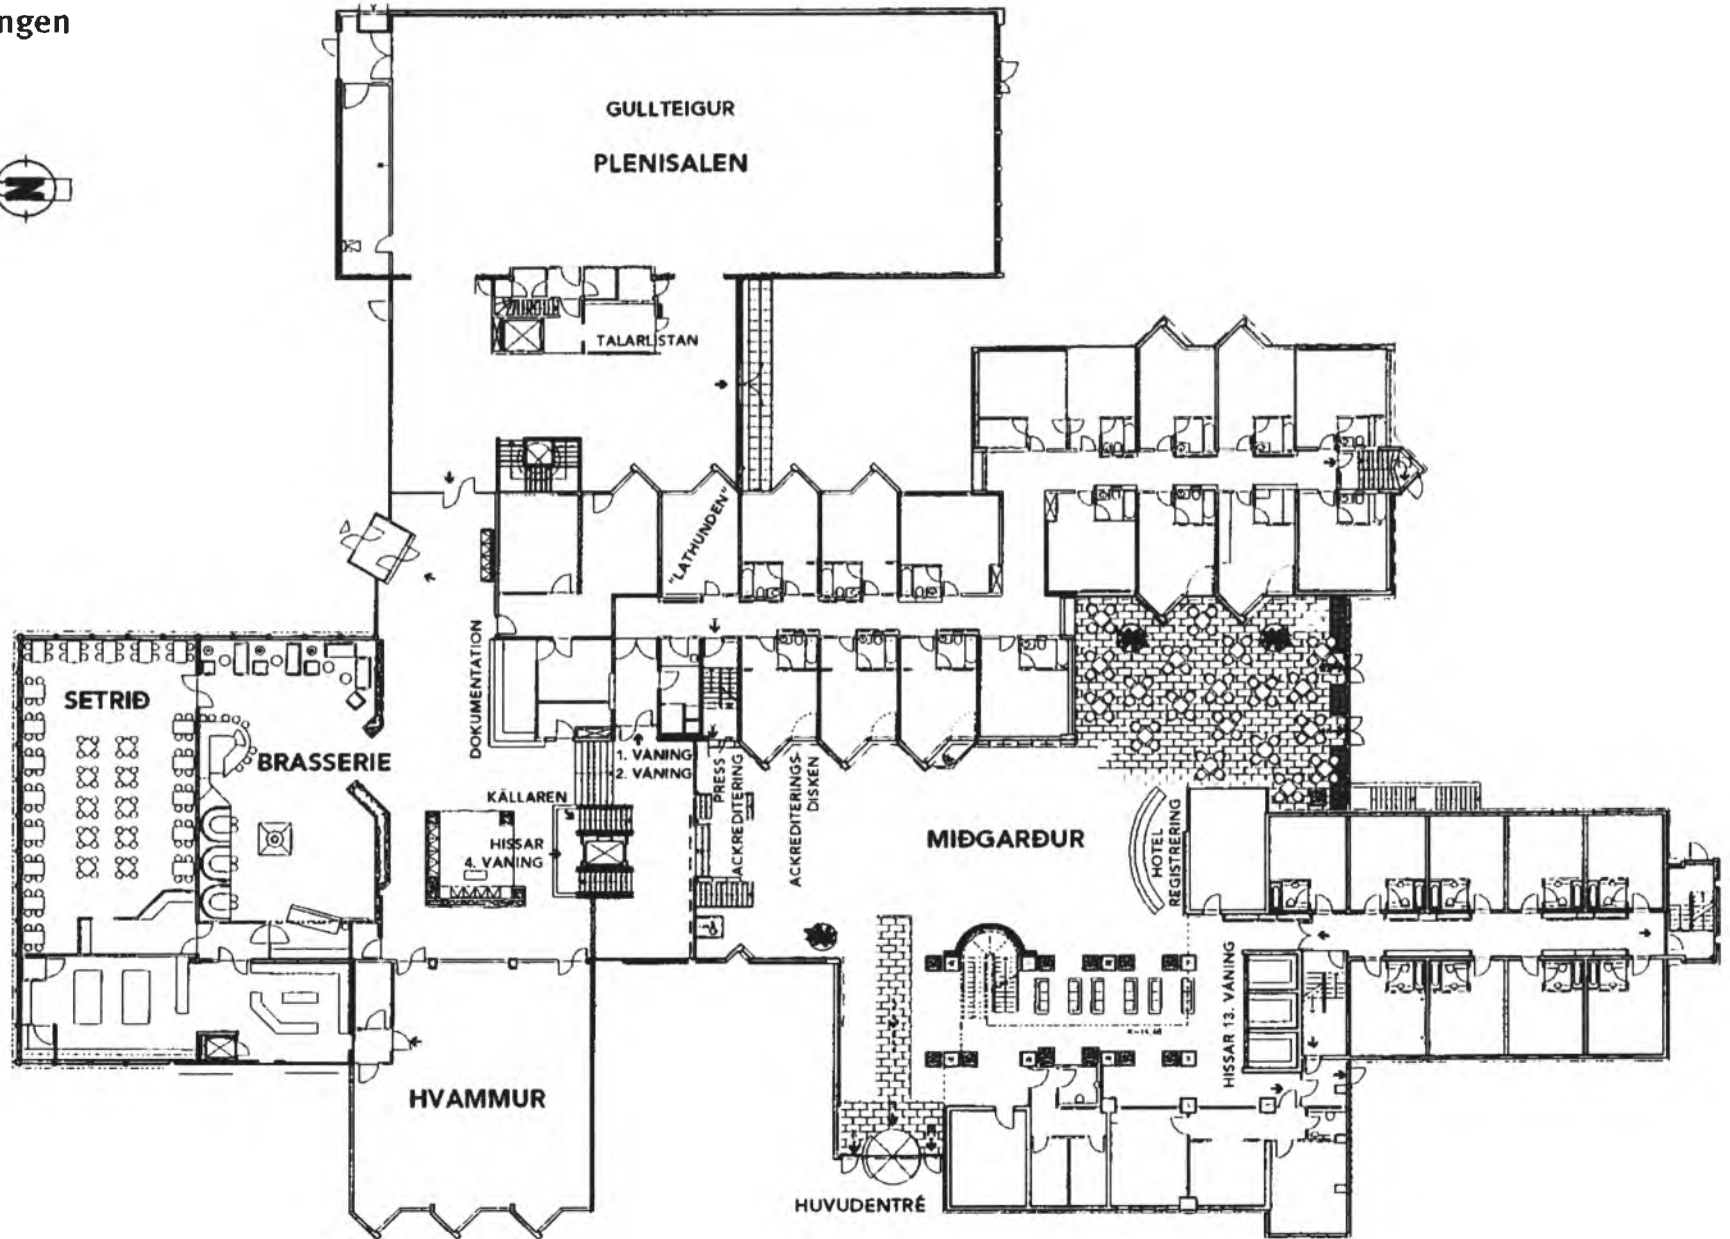 ngen
N
GULLTEIGUR
PLENISALEN
TALARLISTAN
"LATHUNDEN"
DOKUMENTATION
SETRIÐ
BRASSERIE
1. VÅNING
2. VÅNING
KÄLLAREN
HISSAR
4. VÅNING
PRESS
ACKREDITERING
ACKREDITERINGS-
DISKEN
MIÐGARÐUR
HOTEL
REGISTRERING
HISSAR 13. VÅNING
HVAMMUR
HUVUDENTRÉ